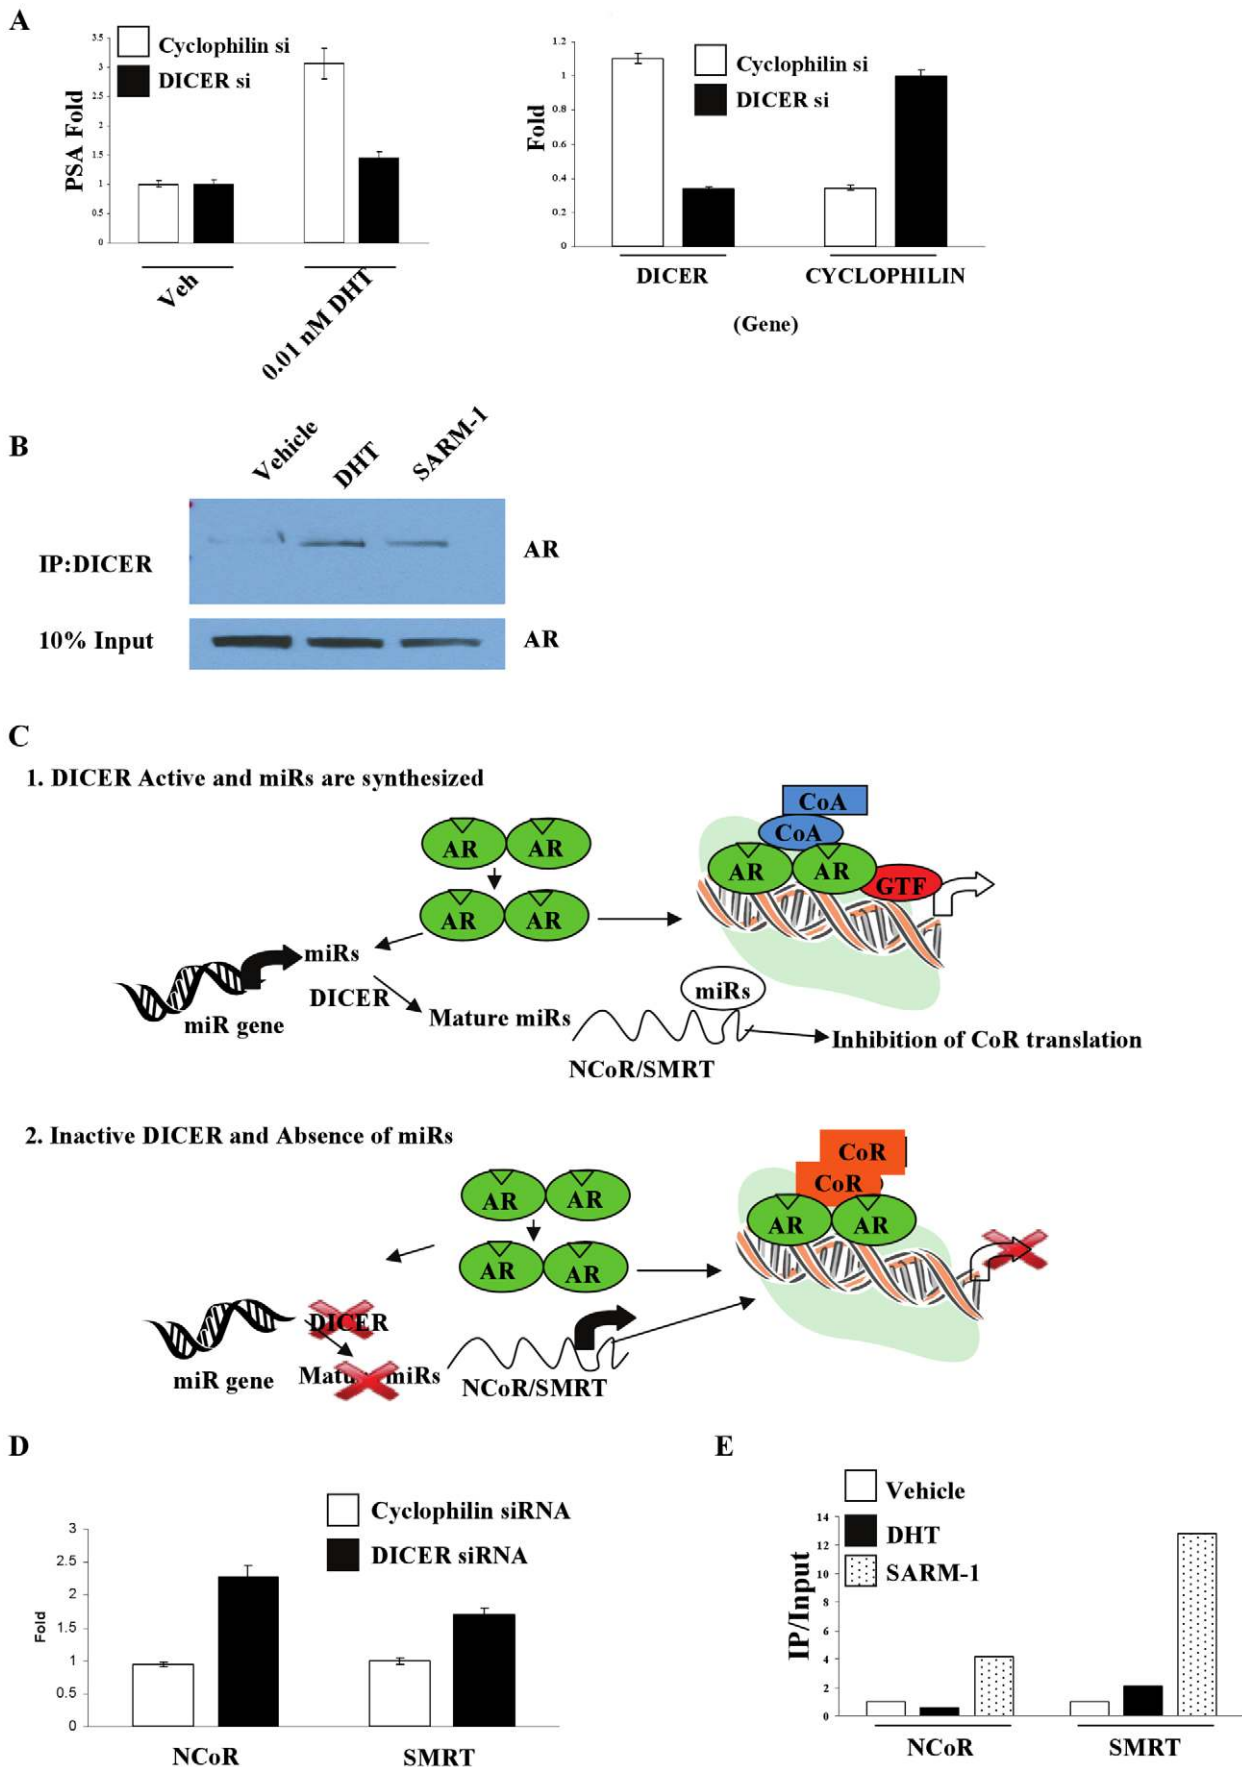 A
Cyclophilin si
DICER si
PSA Fold
3.5
3
2.5
2
1.5
1
0.5
0
Veh
0.01 nM DHT
Cyclophilin si
DICER si
Fold
1.2
1
0.8
0.6
0.4
0.2
0
DICER
CYCLOPHILIN
(Gene)
B
Vehicle
DHT
SARM-1
IP:DICER
AR
10% Input
AR
C
1. DICER Active and miRs are synthesized
CoA
CoA
AR
AR
AR
AR
GTF
AR
AR
miRs
DICER
miR gene
Mature miRs
miRs
NCoR/SMRT
Inhibition of CoR translation
2. Inactive DICER and Absence of miRs
CoR
CoR
AR
AR
AR
AR
AR
AR
DICER
miR gene
Mature miRs
NCoR/SMRT
D
Cyclophilin siRNA
DICER siRNA
Fold
3
2.5
2
1.5
1
0.5
0
NCoR
SMRT
E
Vehicle
DHT
SARM-1
IP/Input
14
12
10
8
6
4
2
0
NCoR
SMRT